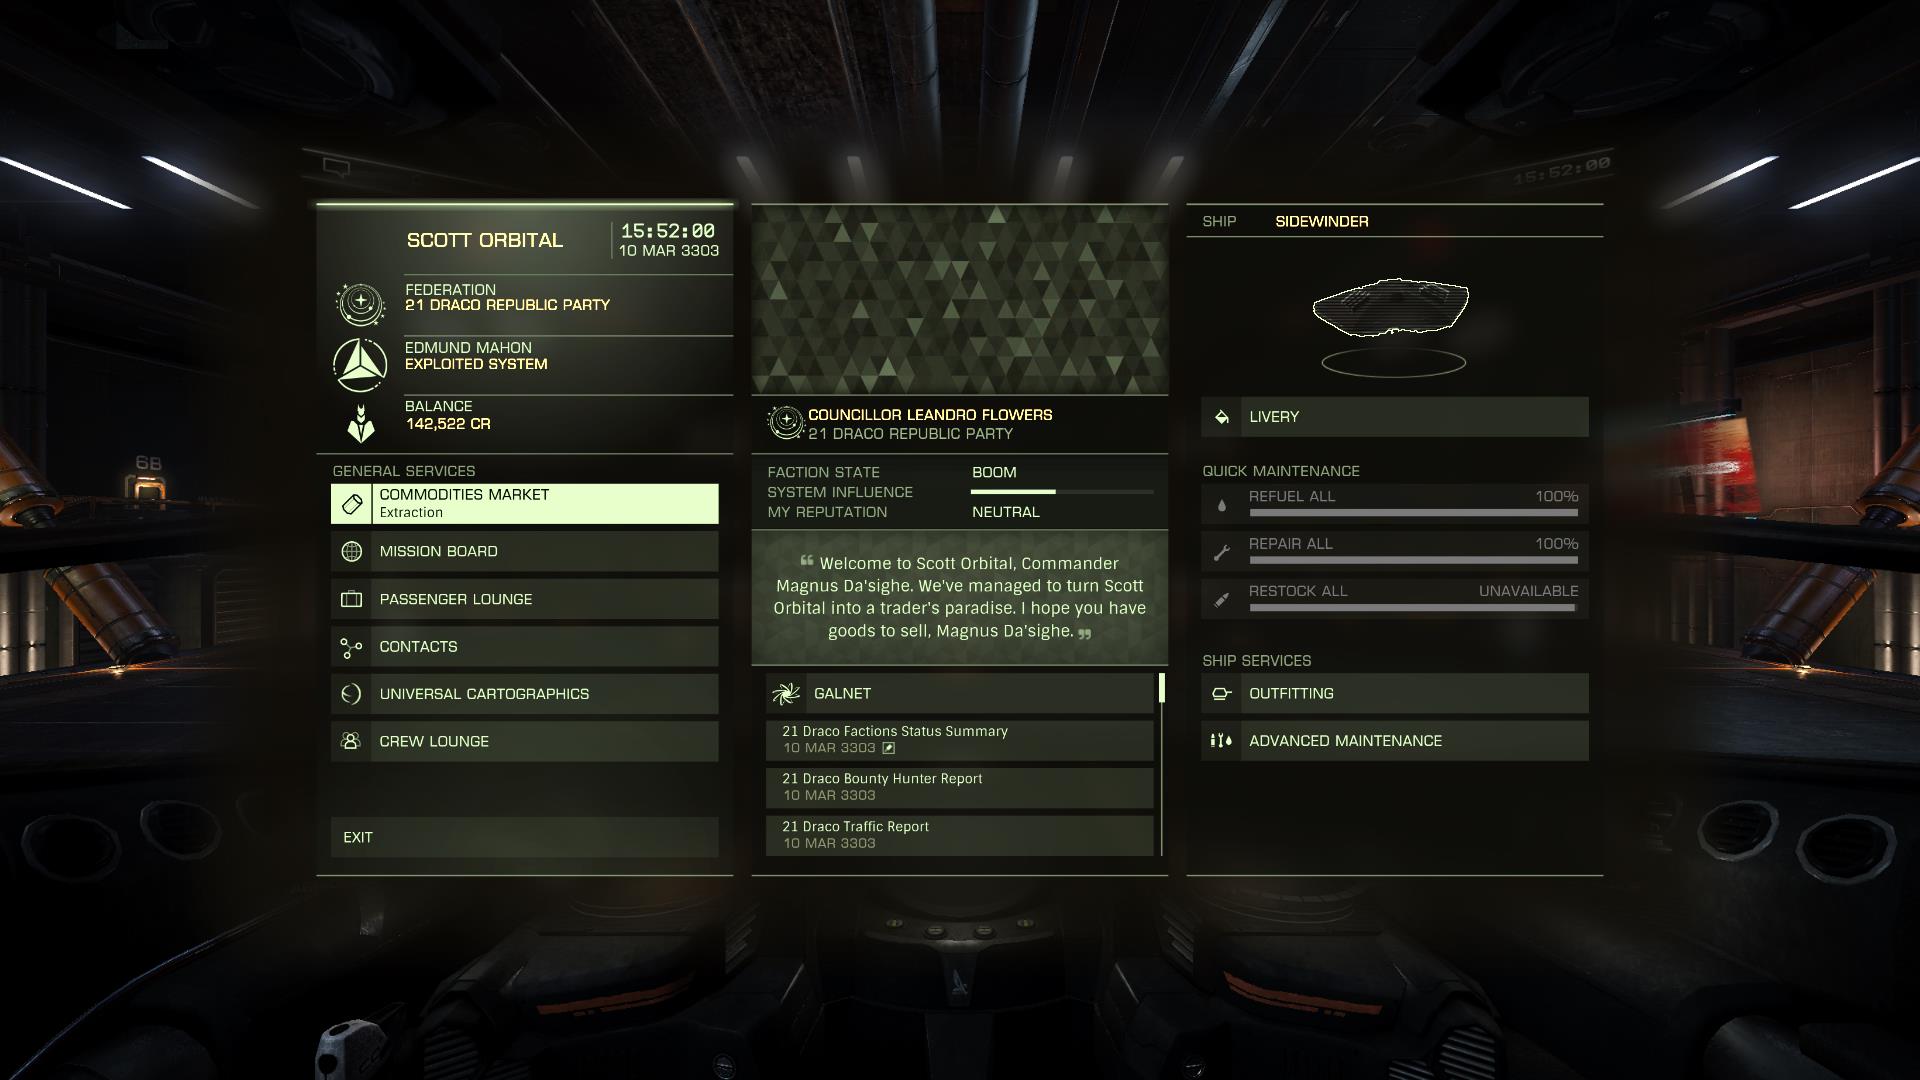 15:52:00
SCOTT ORBITAL
15:52:00
10 MAR 3303
FEDERATION
21 DRACO REPUBLIC PARTY
EDMUND MAHON
EXPLOITED SYSTEM
BALANCE
142,522 CR
6B
GENERAL SERVICES
COMMODITIES MARKET
Extraction
MISSION BOARD
PASSENGER LOUNGE
CONTACTS
UNIVERSAL CARTOGRAPHICS
CREW LOUNGE
EXIT
COUNCILLOR LEANDRO FLOWERS
21 DRACO REPUBLIC PARTY
FACTION STATE BOOM
SYSTEM INFLUENCE
MY REPUTATION NEUTRAL
“ Welcome to Scott Orbital, Commander
Magnus Da'sighe. We've managed to turn Scott
Orbital into a trader's paradise. I hope you have
goods to sell, Magnus Da'sighe. ”
GALNET
21 Draco Factions Status Summary
10 MAR 3303
21 Draco Bounty Hunter Report
10 MAR 3303
21 Draco Traffic Report
10 MAR 3303
SHIP SIDEWINDER
LIVERY
QUICK MAINTENANCE
REFUEL ALL 100%
REPAIR ALL 100%
RESTOCK ALL UNAVAILABLE
SHIP SERVICES
OUTFITTING
ADVANCED MAINTENANCE